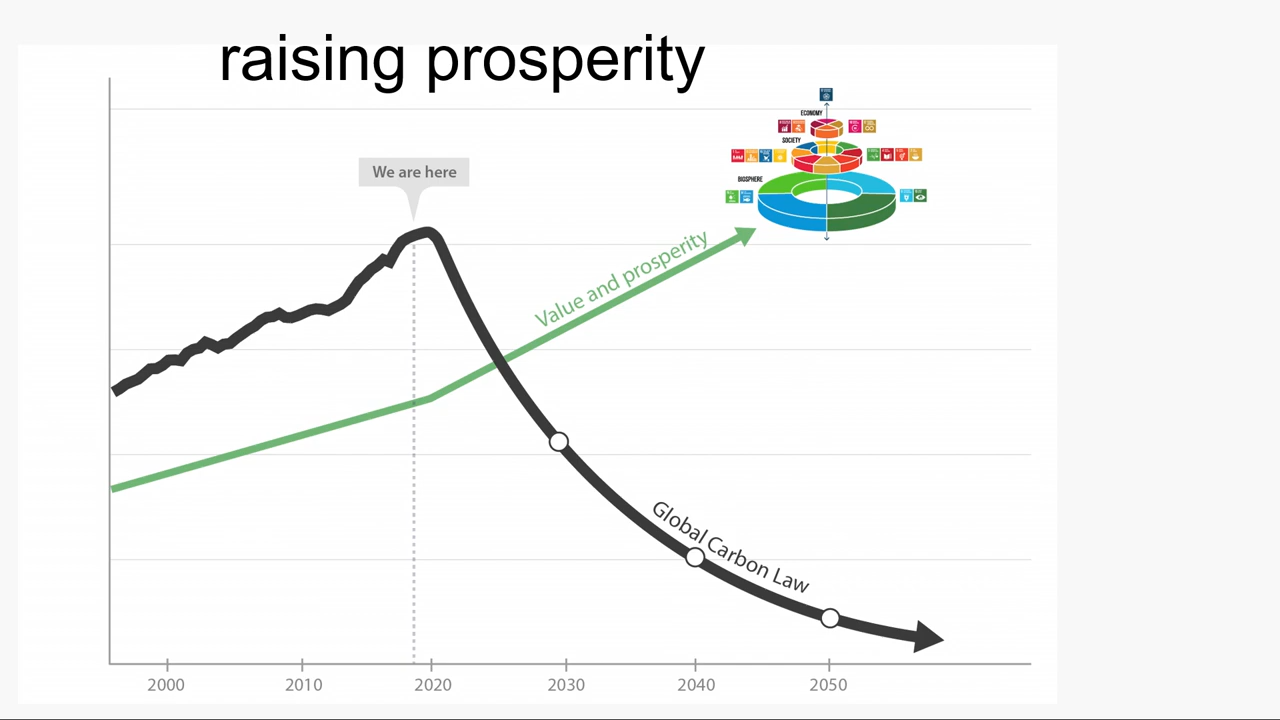 raising prosperity
ECONOMY
SOCIETY
We are here
BIOSPHERE
Value and prosperity
Global Carbon Law
2000 2010 2020 2030 2040 2050